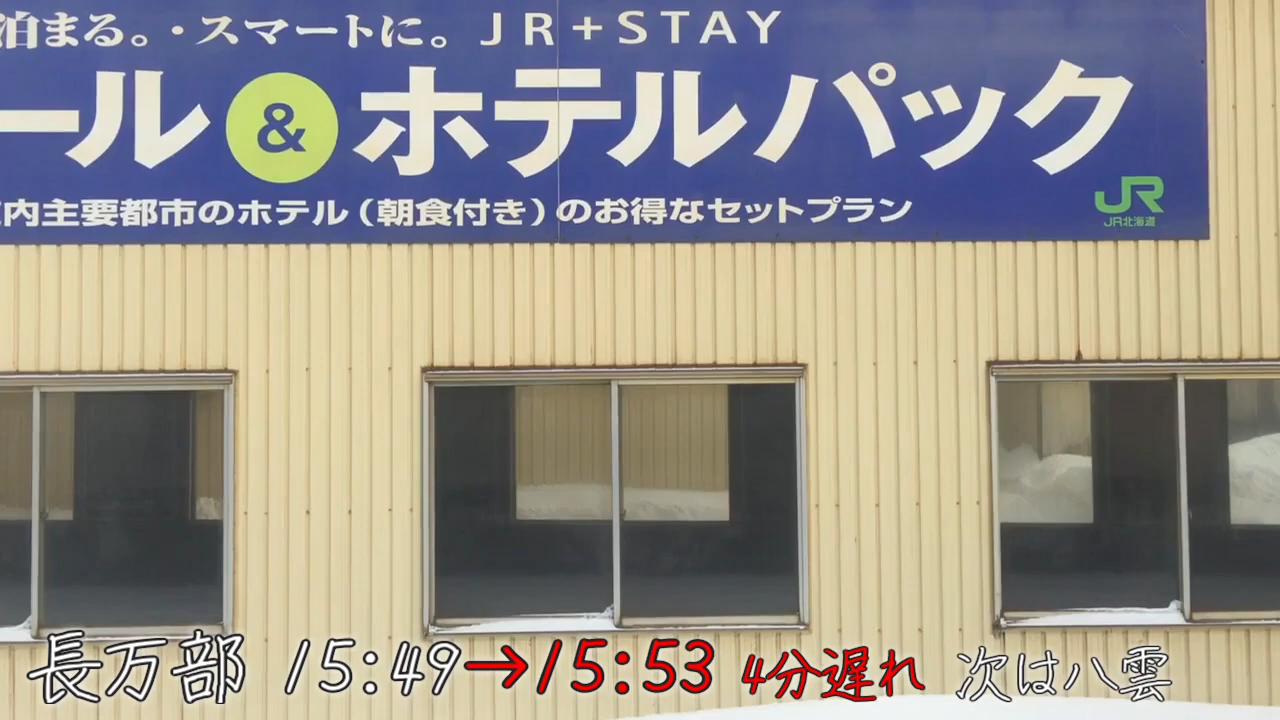 泊まる。・スマートに。JR+STAY
ール&ホテルパック
内主要都市のホテル(朝食付き)のお得なセットプラン
JR
JR北海道
長万部 15:49→15:53 4分遅れ 次は八雲